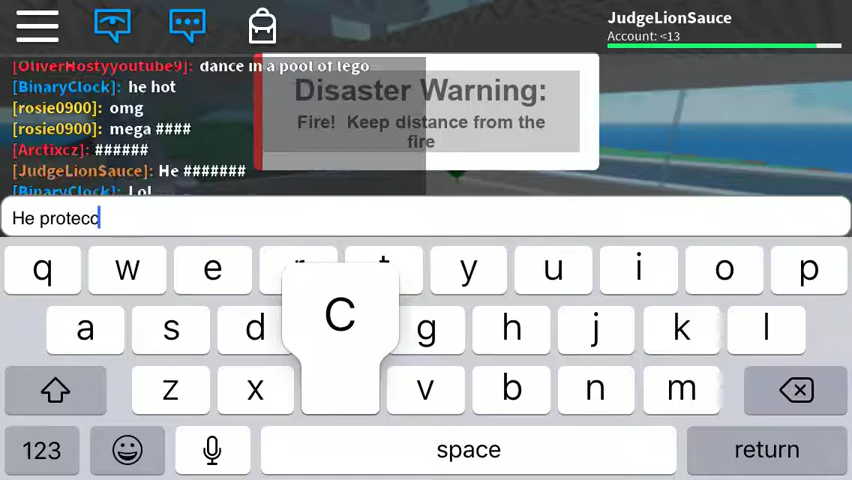 JudgeLionSauce
Account: <13
[OliverHostyyoutube9]: dance in a pool of lego
[BinaryClock]: he hot
[rosie0900]: omg
[rosie0900]: mega ####
[Arctixcz]: ######
[JudgeLionSauce]: He #######
[BinaryClock]: Lol
Disaster Warning:
Fire! Keep distance from the
fire
He protecc
q w e r t y u i o p
a s d g h j k l
C
z x v b n m
123 space return